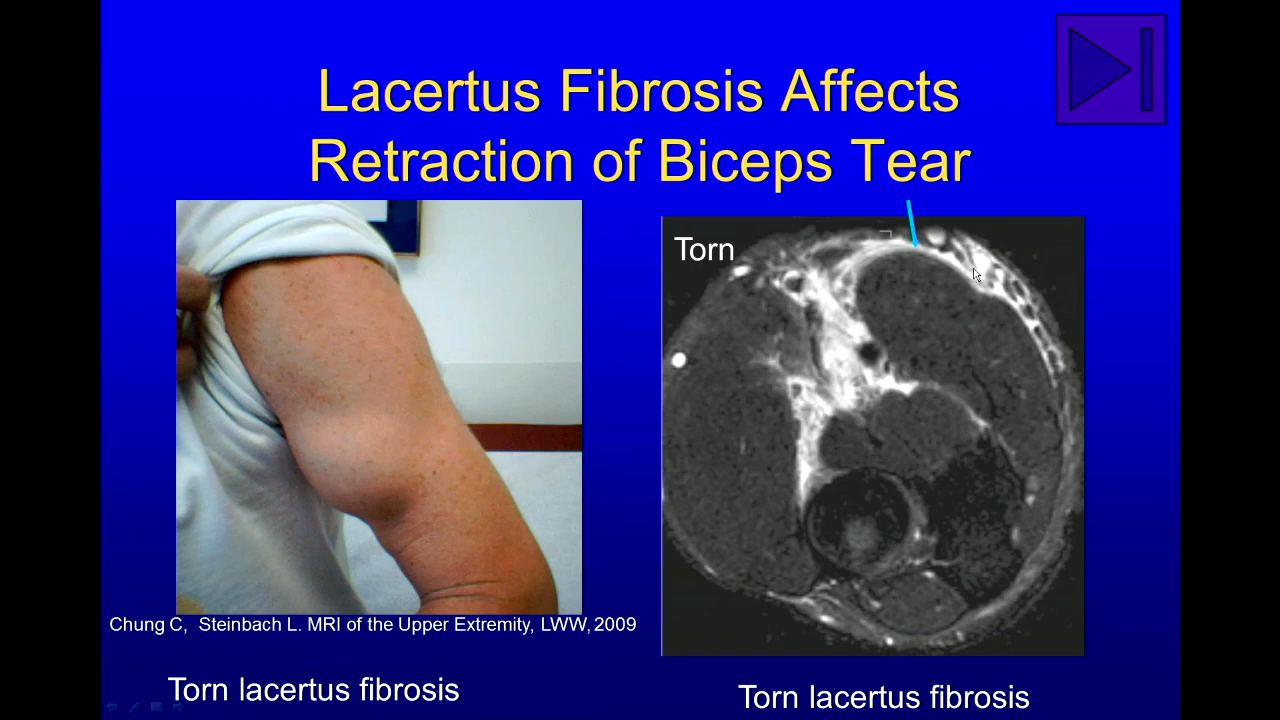 Lacertus Fibrosis Affects
Retraction of Biceps Tear
Torn
Chung C, Steinbach L. MRI of the Upper Extremity, LWW, 2009
Torn lacertus fibrosis
Torn lacertus fibrosis